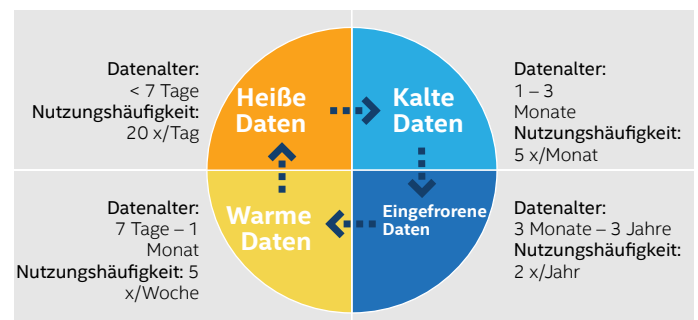 Datenalter:
< 7 Tage
Nutzungshäufigkeit:
20 x/Tag
Heiße
Daten
Kalte
Daten
Datenalter:
1 – 3
Monate
Nutzungshäufigkeit:
5 x/Monat
Datenalter:
7 Tage – 1
Monat
Nutzungshäufigkeit: 5
x/Woche
Warme
Daten
Eingefrorene
Daten
Datenalter:
3 Monate – 3 Jahre
Nutzungshäufigkeit:
2 x/Jahr